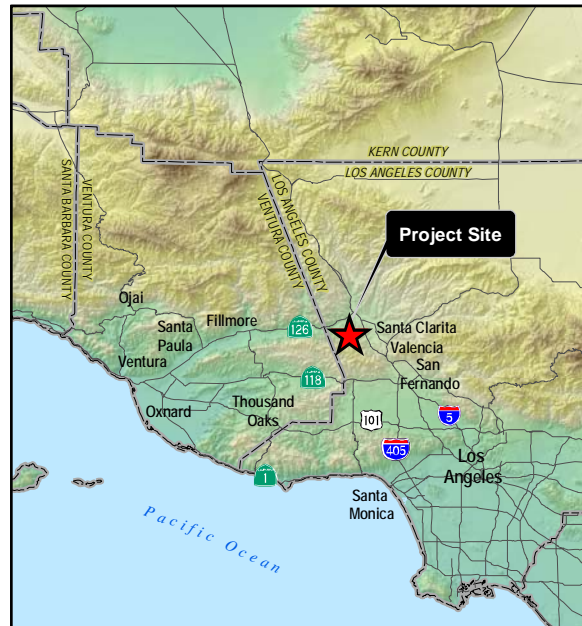 KERN COUNTY
LOS ANGELES COUNTY
SANTA BARBARA COUNTY
VENTURA COUNTY
LOS ANGELES COUNTY
VENTURA COUNTY
Project Site
Ojai
Santa
Paula
Fillmore
126
Santa Clarita
Valencia
San
Fernando
Ventura
118
Oxnard
Thousand
Oaks
101
5
405
Los
Angeles
1
Santa
Monica
Pacific Ocean